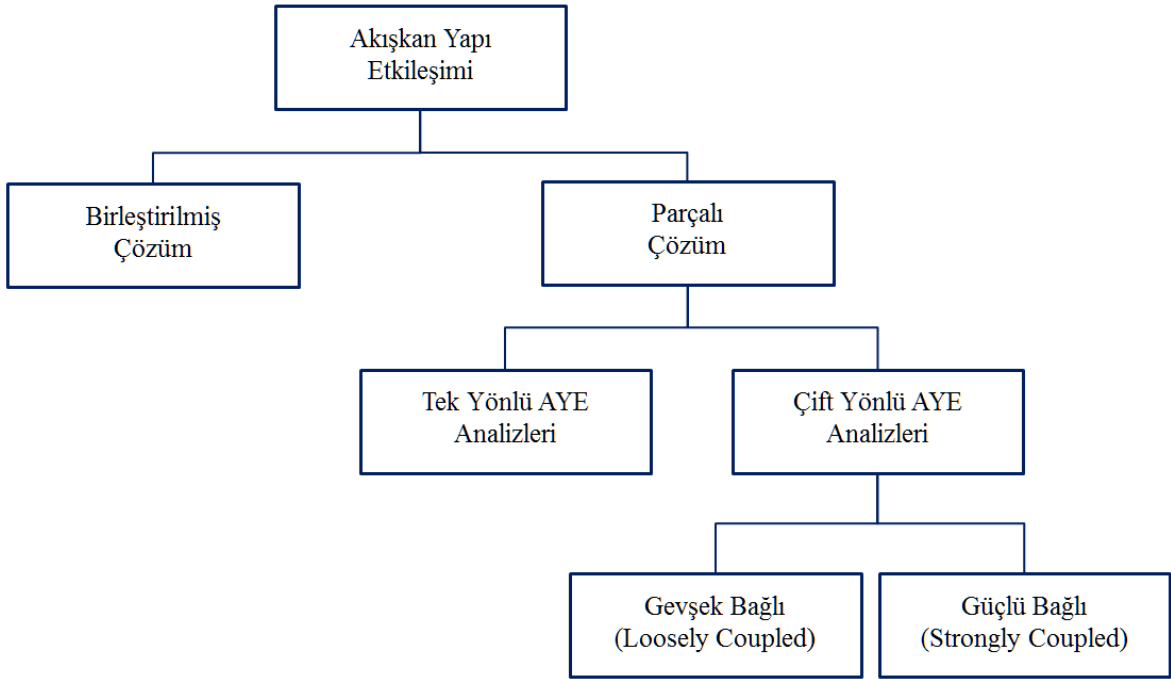 Akışkan Yapı
Etkileşimi
Birleştirilmiş
Çözüm
Parçalı
Çözüm
Tek Yönlü AYE
Analizleri
Çift Yönlü AYE
Analizleri
Gevşek Bağlı
(Loosely Coupled)
Güçlü Bağlı
(Strongly Coupled)